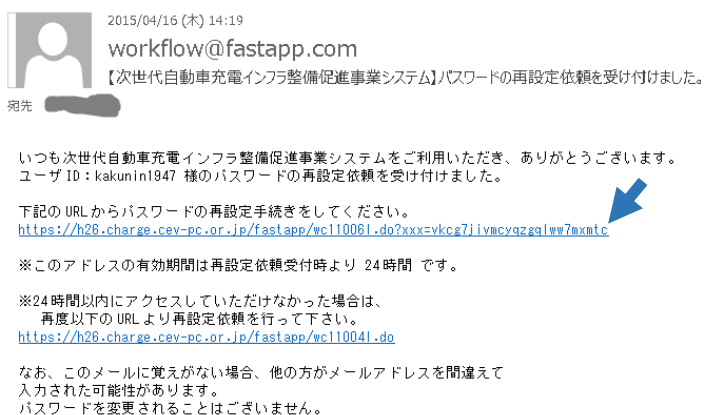 2015/04/16 (木) 14:19
workflow@fastapp.com
【次世代自動車充電インフラ整備促進事業システム】パスワードの再設定依頼を受け付けました。
宛先
いつも次世代自動車充電インフラ整備促進事業システムをご利用いただき、ありがとうございます。
ユーザ ID：kakunin1947 様のパスワードの再設定依頼を受け付けました。
下記の URL からパスワードの再設定手続きをしてください。
https://h26.charge.cev-pc.or.jp/fastapp/wc11006I.do?xxx=vkcg7jivmcyqzgqlww7mxmtc
※このアドレスの有効期間は再設定依頼受付時より 24時間 です。
※24時間以内にアクセスしていただけなかった場合は、
再度以下の URL より再設定依頼を行って下さい。
https://h26.charge.cev-pc.or.jp/fastapp/wc11004I.do
なお、このメールに覚えがない場合、他の方がメールアドレスを間違えて
入力された可能性があります。
パスワードを変更されることはございません。